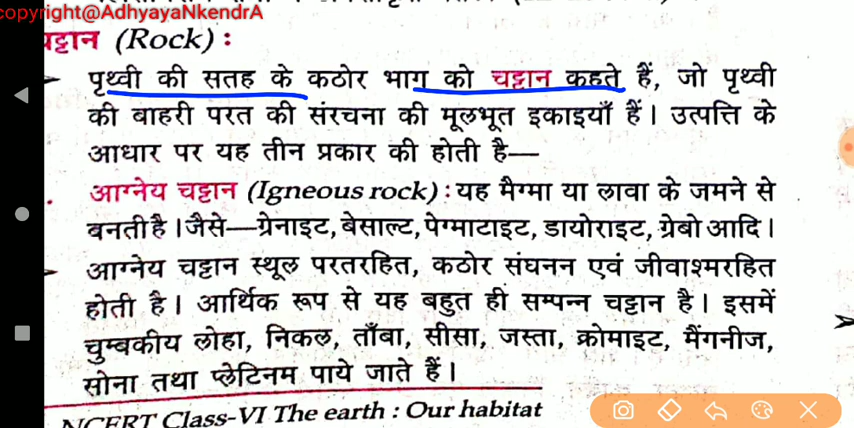 copyright@AdhyayaNkendrA
चट्टान (Rock) :
पृथ्वी की सतह के कठोर भाग को चट्टान कहते हैं, जो पृथ्वी
की बाहरी परत की संरचना की मूलभूत इकाइयाँ हैं। उत्पत्ति के
आधार पर यह तीन प्रकार की होती है—
आग्नेय चट्टान (Igneous rock) : यह मैग्मा या लावा के जमने से
बनती है। जैसे—ग्रेनाइट, बेसाल्ट, पेग्माटाइट, डायोराइट, ग्रेबो आदि।
आग्नेय चट्टान स्थूल परतरहित, कठोर संघनन एवं जीवाश्मरहित
होती है। आर्थिक रूप से यह बहुत ही सम्पन्न चट्टान है। इसमें
चुम्बकीय लोहा, निकल, ताँबा, सीसा, जस्ता, क्रोमाइट, मैंगनीज,
सोना तथा प्लेटिनम पाये जाते हैं।
NCERT Class-VI The earth : Our habitat